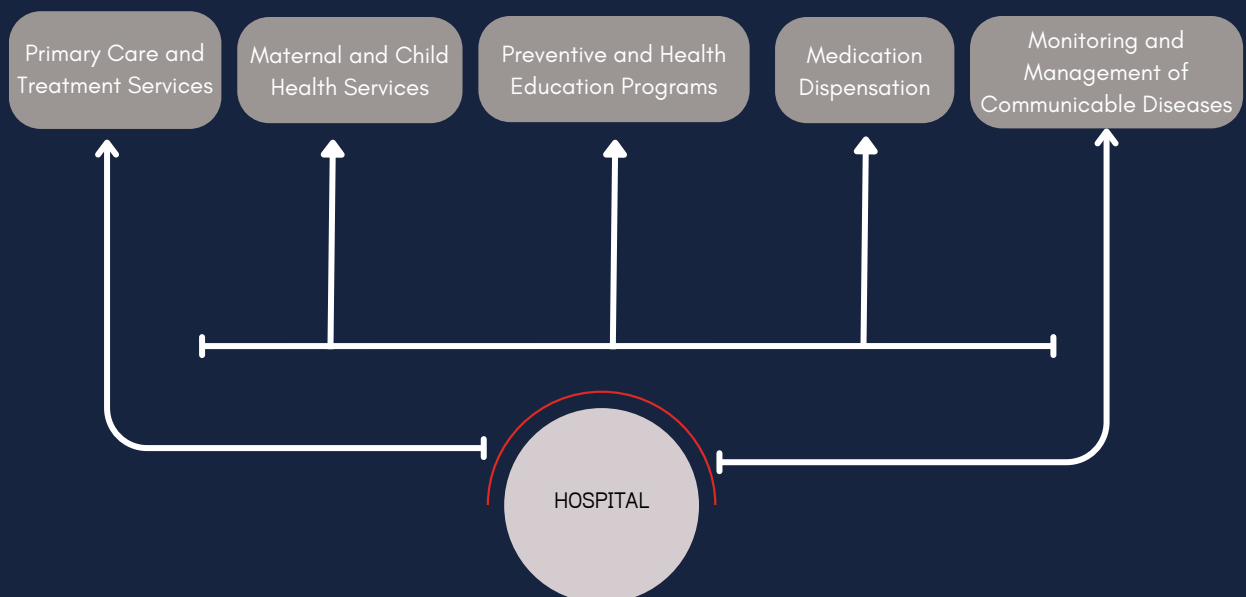 Primary Care and
Treatment Services
Maternal and Child
Health Services
Preventive and Health
Education Programs
Medication
Dispensation
Monitoring and
Management of
Communicable Diseases
HOSPITAL